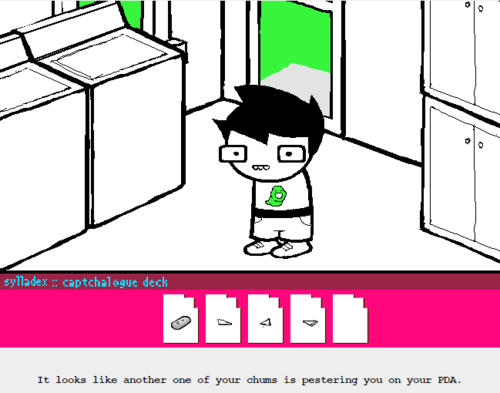 sylladex :: captchalogue deck
It looks like another one of your chums is pestering you on your PDA.